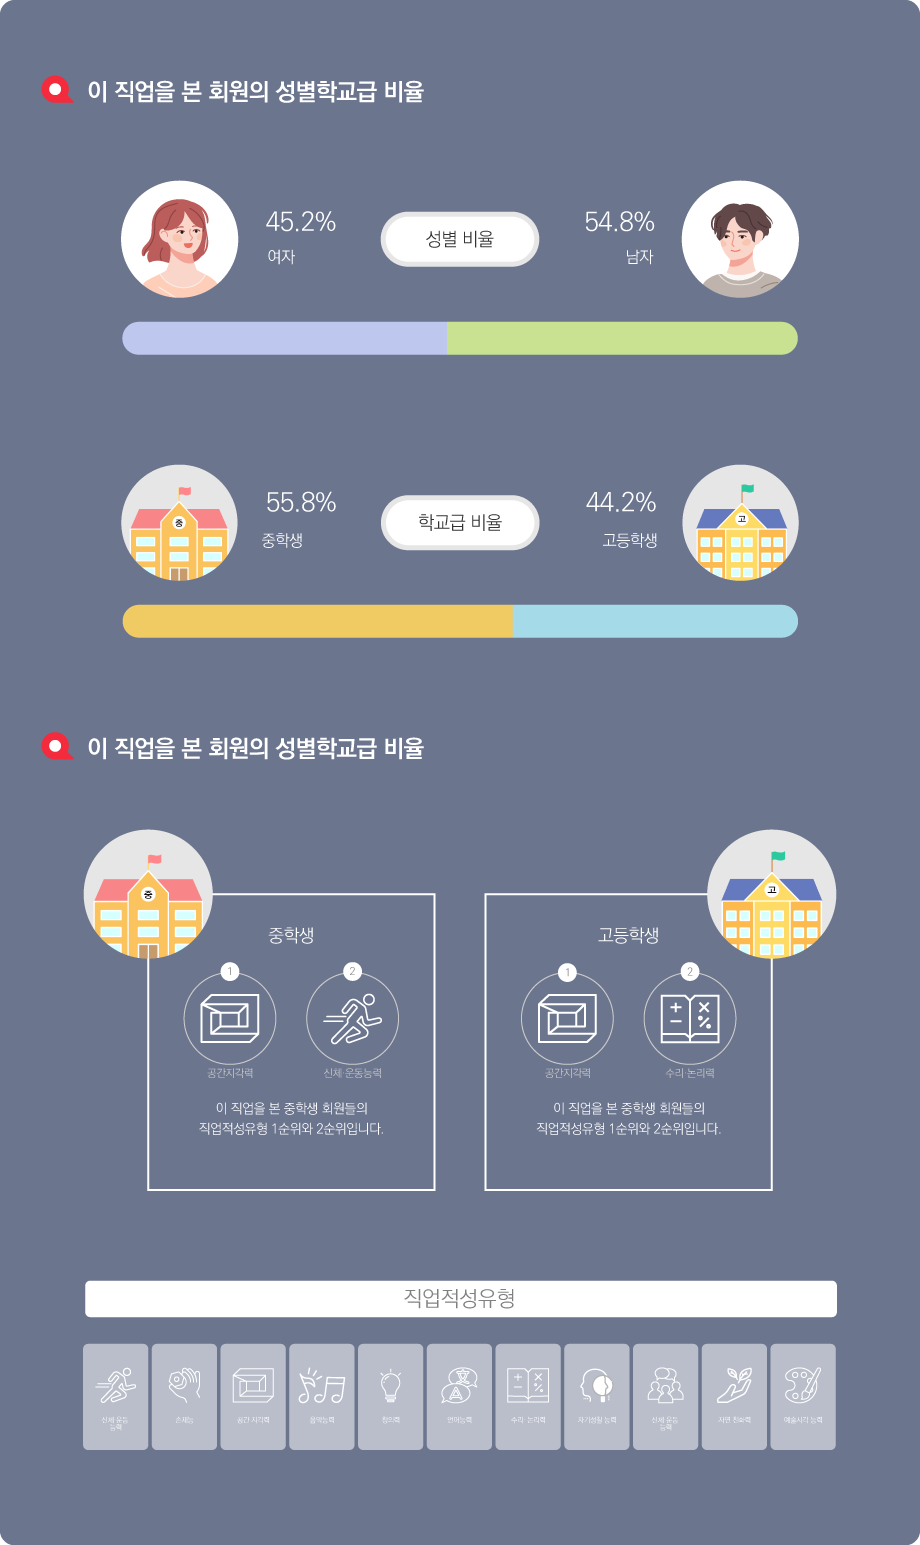 이 직업을 본 회원의 성별학교급 비율
45.2%
여자
성별 비율
54.8%
남자
55.8%
중학생
학교급 비율
44.2%
고등학생
중
고
이 직업을 본 회원의 성별학교급 비율
중
중학생
1
공간지각력
2
신체·운동능력
이 직업을 본 중학생 회원들의
직업적성유형 1순위와 2순위입니다.
고
고등학생
1
공간지각력
2
수리·논리력
이 직업을 본 중학생 회원들의
직업적성유형 1순위와 2순위입니다.
직업적성유형
신체·운동
능력
손재능
공간·지각력
음악능력
창의력
언어능력
수리·논리력
자기성찰 능력
신체·운동
능력
자연 친화력
예술시각 능력